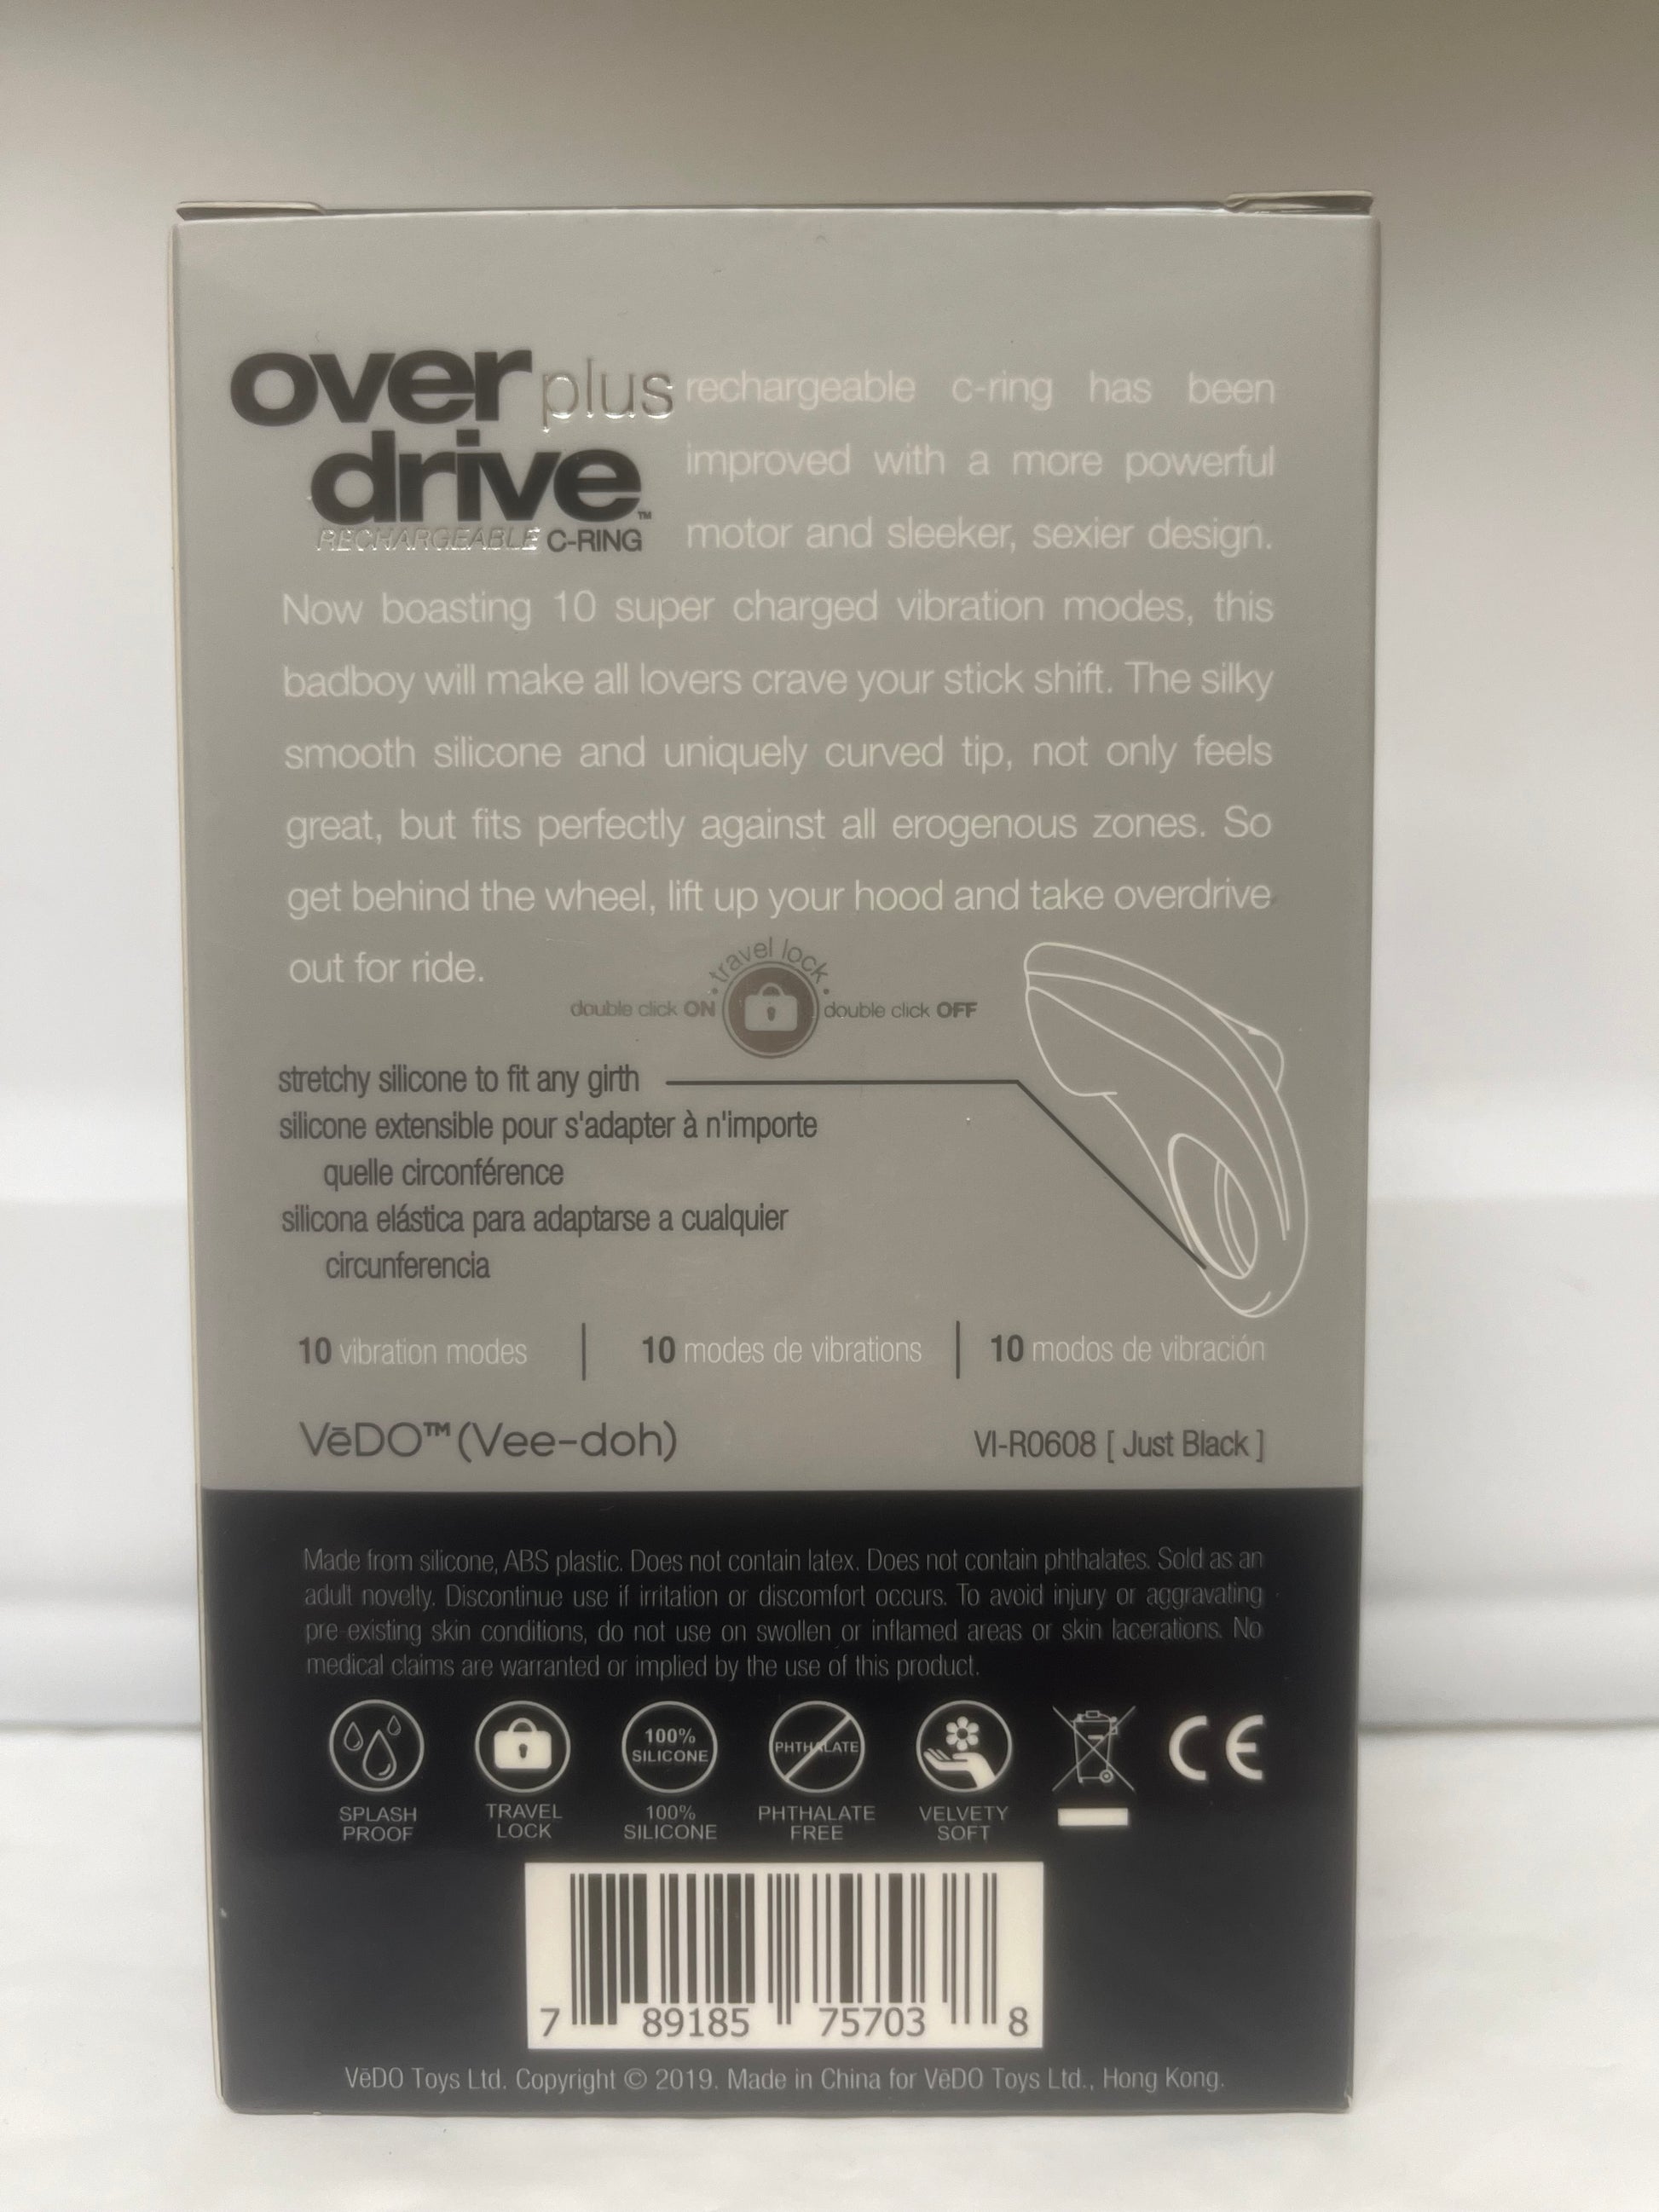 over plus
drive™
RECHARGEABLE C-RING
rechargeable c-ring has been
improved with a more powerful
motor and sleeker, sexier design.
Now boasting 10 super charged vibration modes, this
badboy will make all lovers crave your stick shift. The silky
smooth silicone and uniquely curved tip, not only feels
great, but fits perfectly against all erogenous zones. So
get behind the wheel, lift up your hood and take overdrive
out for ride.
• travel lock •
double click ON
double click OFF
stretchy silicone to fit any girth
silicone extensible pour s'adapter à n'importe
quelle circonférence
silicona elástica para adaptarse a cualquier
circunferencia
10 vibration modes | 10 modes de vibrations | 10 modos de vibración
VēDO™ (Vee-doh)
VI-R0608 [ Just Black ]
Made from silicone, ABS plastic. Does not contain latex. Does not contain phthalates. Sold as an
adult novelty. Discontinue use if irritation or discomfort occurs. To avoid injury or aggravating
pre existing skin conditions, do not use on swollen or inflamed areas or skin lacerations. No
medical claims are warranted or implied by the use of this product.
100%
SILICONE
PHTHALATE
CE
SPLASH
PROOF
TRAVEL
LOCK
100%
SILICONE
PHTHALATE
FREE
VELVETY
SOFT
7 89185 75703 8
VēDO Toys Ltd. Copyright © 2019. Made in China for VēDO Toys Ltd., Hong Kong.